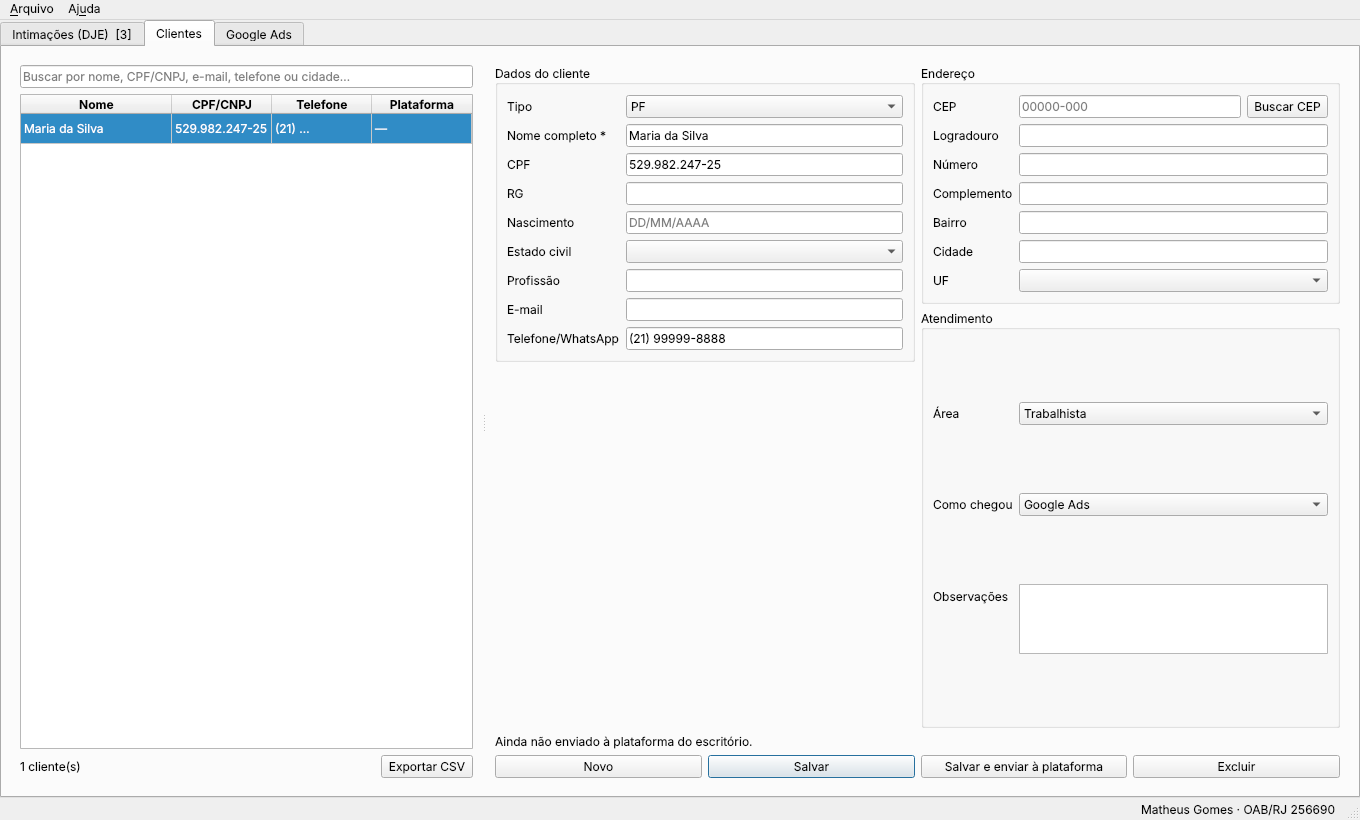 Arquivo Ajuda
Intimações (DJE) [3] Clientes Google Ads
Buscar por nome, CPF/CNPJ, e-mail, telefone ou cidade...
Nome CPF/CNPJ Telefone Plataforma
Maria da Silva 529.982.247-25 (21) ... —
1 cliente(s) Exportar CSV
Dados do cliente
Tipo PF
Nome completo * Maria da Silva
CPF 529.982.247-25
RG
Nascimento DD/MM/AAAA
Estado civil
Profissão
E-mail
Telefone/WhatsApp (21) 99999-8888
Endereço
CEP 00000-000 Buscar CEP
Logradouro
Número
Complemento
Bairro
Cidade
UF
Atendimento
Área Trabalhista
Como chegou Google Ads
Observações
Ainda não enviado à plataforma do escritório.
Novo Salvar Salvar e enviar à plataforma Excluir
Matheus Gomes · OAB/RJ 256690